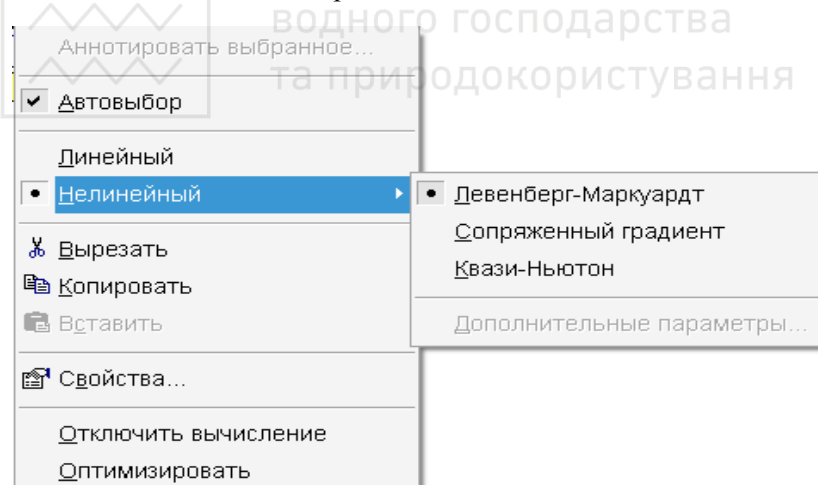 водного господарства
Аннотировать выбранное...
та природокористування
Автовыбор
Линейный
Нелинейный
Левенберг-Маркуардт
Сопряженный градиент
Квази-Ньютон
Дополнительные параметры...
Вырезать
Копировать
Вставить
Свойства...
Отключить вычисление
Оптимизировать